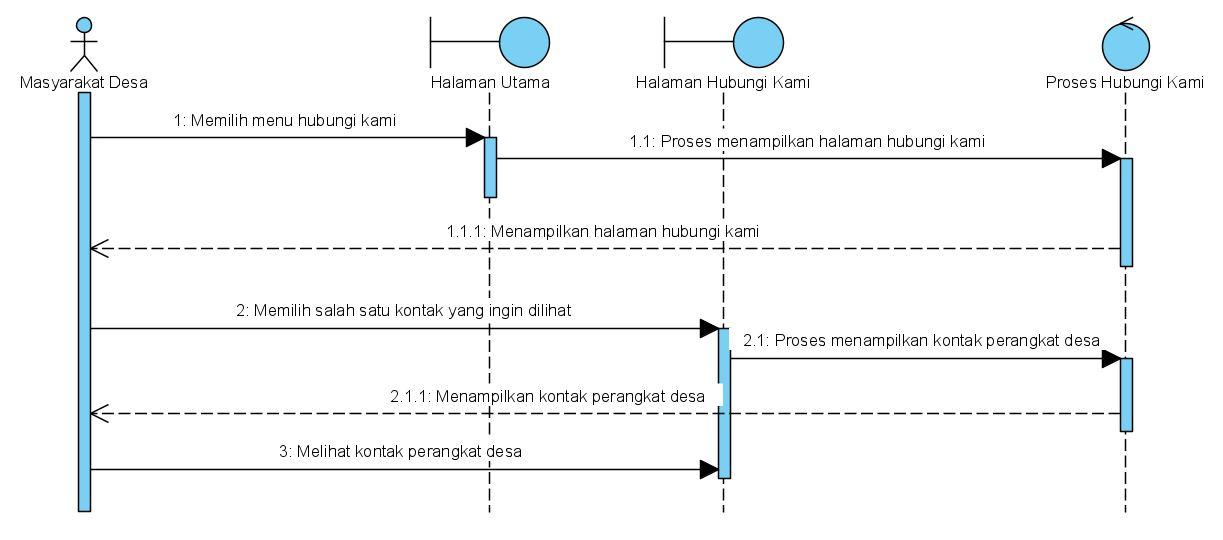 Masyarakat Desa
Halaman Utama
Halaman Hubungi Kami
Proses Hubungi Kami
1: Memilih menu hubungi kami
1.1: Proses menampilkan halaman hubungi kami
1.1.1: Menampilkan halaman hubungi kami
2: Memilih salah satu kontak yang ingin dilihat
2.1: Proses menampilkan kontak perangkat desa
2.1.1: Menampilkan kontak perangkat desa
3: Melihat kontak perangkat desa